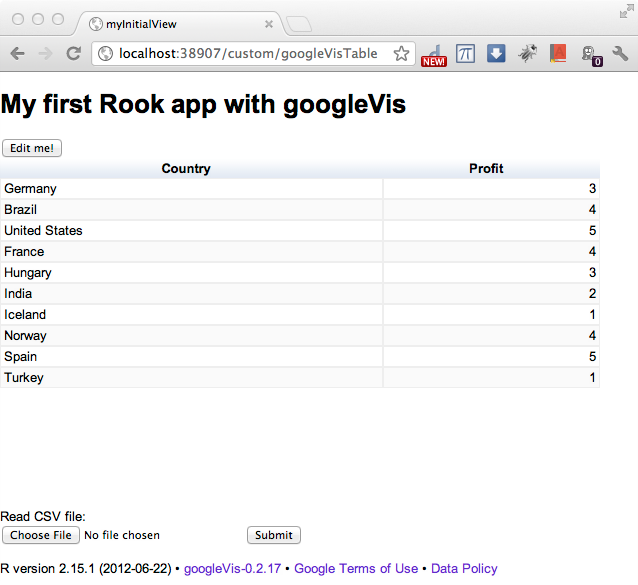 myInitialView
localhost:38907/custom/googleVisTable
NEW!
π
0
My first Rook app with googleVis
Edit me!
Country Profit
Germany 3
Brazil 4
United States 5
France 4
Hungary 3
India 2
Iceland 1
Norway 4
Spain 5
Turkey 1
Read CSV file:
Choose File No file chosen Submit
R version 2.15.1 (2012-06-22) • googleVis-0.2.17 • Google Terms of Use • Data Policy